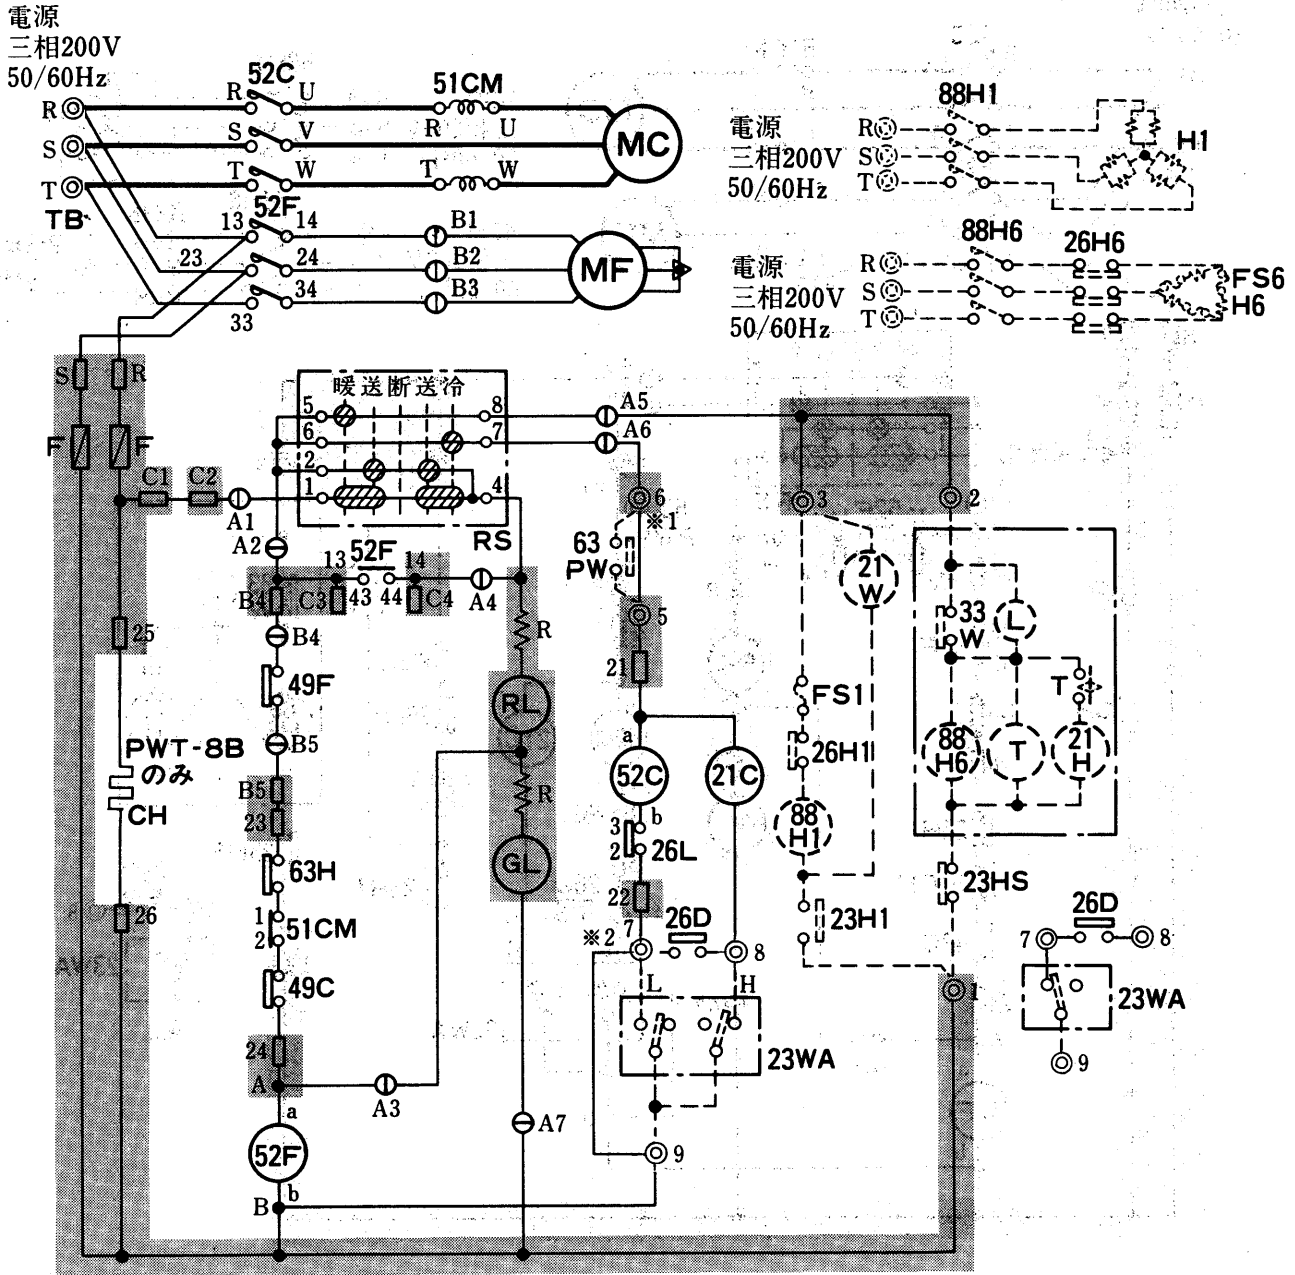 電源
三相200V
50/60Hz
52C
R U
51CM
R
S V
R U
MC
S
T W
T W
T
TB
52F
13 14
B1
23
24
B2
MF
34
B3
33
88H1
電源
三相200V
50/60Hz
R
S
T
H1
88H6
26H6
電源
三相200V
50/60Hz
R
S
T
FS6
H6
S R
F F
C1 C2
A1
A2
暖送断送冷
5 8
6 7
2
1 4
RS
A5
A6
6
※1
63
PW
5
3
2
13 52F 14
B4 C3 43 44 C4 A4
B4
25
R
21
49F
RL
B5
PWT-8B
のみ
CH
B5
23
R
GL
63H
1
2
51CM
49C
26
24
A
A3
a
52F
b
B
A7
a
52C
21C
b
3
2
26L
22
※2
7
26D
8
L H
23WA
9
21
W
FS1
26H1
88
H1
23H1
33
W
L
T
88
H6
T
21
H
23HS
1
26D
7 8
23WA
9